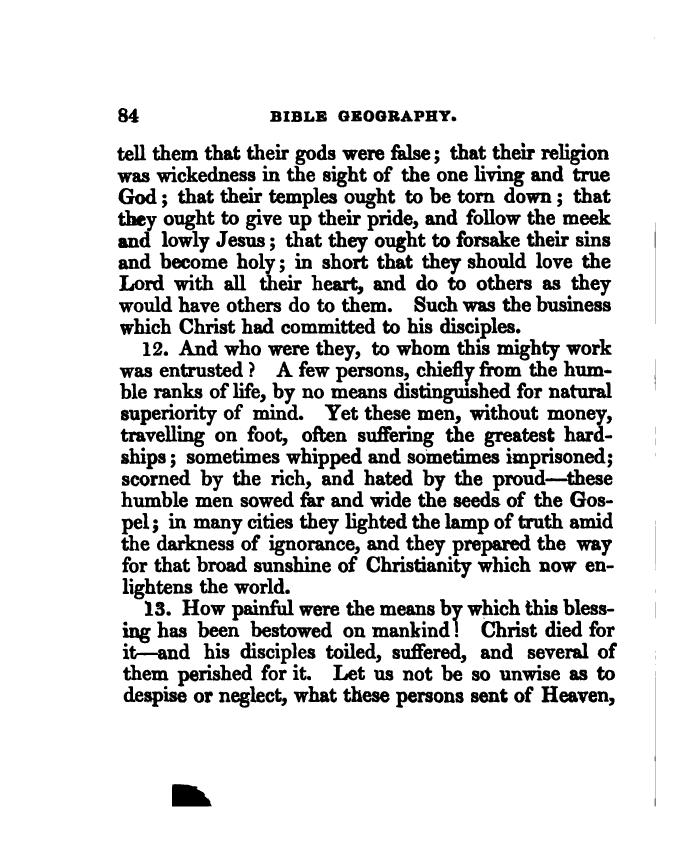 84 BIBLE GEOGRAPHY.
tell them that their gods were false; that their religion
was wickedness in the sight of the one living and true
God; that their temples ought to be torn down; that
they ought to give up their pride, and follow the meek
and lowly Jesus; that they ought to forsake their sins
and become holy; in short that they should love the
Lord with all their heart, and do to others as they
would have others do to them. Such was the business
which Christ had committed to his disciples.
12. And who were they, to whom this mighty work
was entrusted? A few persons, chiefly from the hum-
ble ranks of life, by no means distinguished for natural
superiority of mind. Yet these men, without money,
travelling on foot, often suffering the greatest hard-
ships; sometimes whipped and sometimes imprisoned;
scorned by the rich, and hated by the proud—these
humble men sowed far and wide the seeds of the Gos-
pel; in many cities they lighted the lamp of truth amid
the darkness of ignorance, and they prepared the way
for that broad sunshine of Christianity which now en-
lightens the world.
13. How painful were the means by which this bless-
ing has been bestowed on mankind! Christ died for
it—and his disciples toiled, suffered, and several of
them perished for it. Let us not be so unwise as to
despise or neglect, what these persons sent of Heaven,